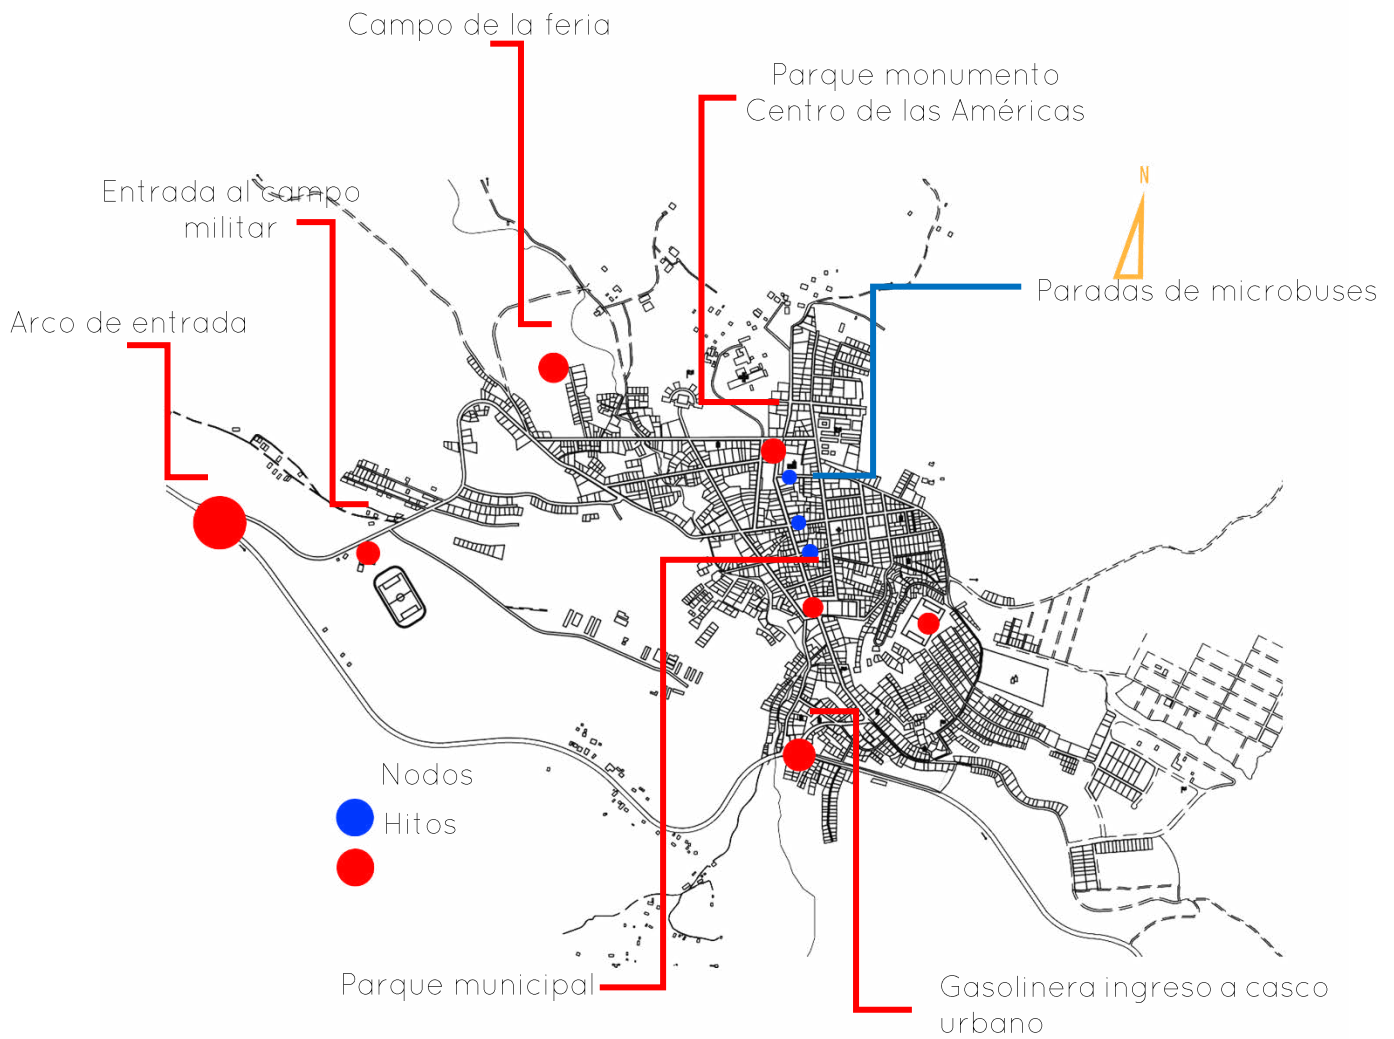 Campo de la feria
Parque monumento
Centro de las Américas
N
Entrada al campo
militar
Paradas de microbuses
Arco de entrada
Nodos
Hitos
Parque municipal
Gasolinera ingreso a casco
urbano